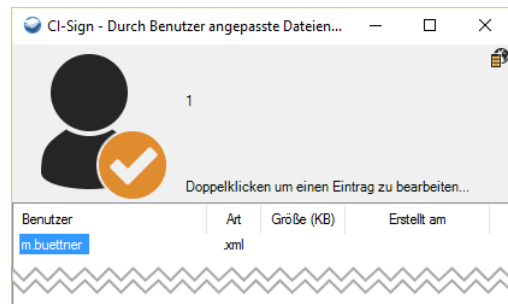 CI-Sign - Durch Benutzer angepasste Dateien...
1
Doppelklicken um einen Eintrag zu bearbeiten...
Benutzer Art Größe (KB) Erstellt am
m.buettner .xml